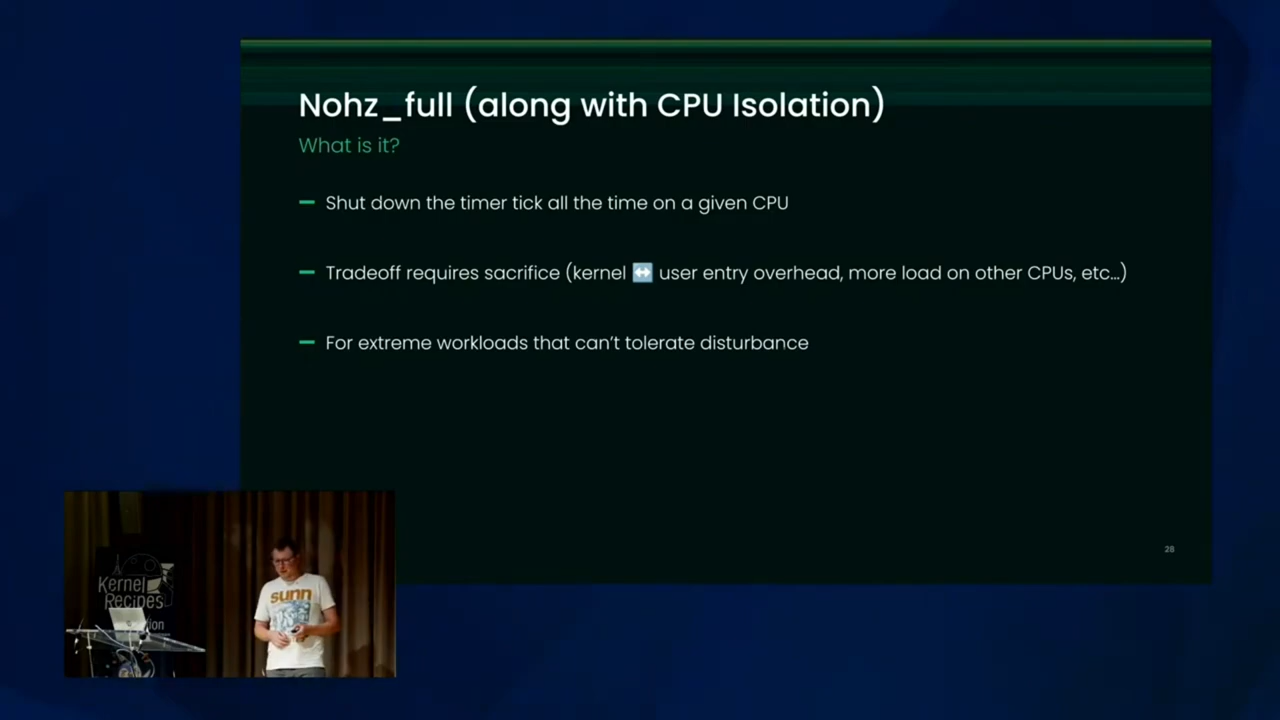 Nohz_full (along with CPU Isolation)
What is it?
— Shut down the timer tick all the time on a given CPU
— Tradeoff requires sacrifice (kernel ↔️ user entry overhead, more load on other CPUs, etc...)
— For extreme workloads that can't tolerate disturbance
28
Kernel
Recipes
sunn